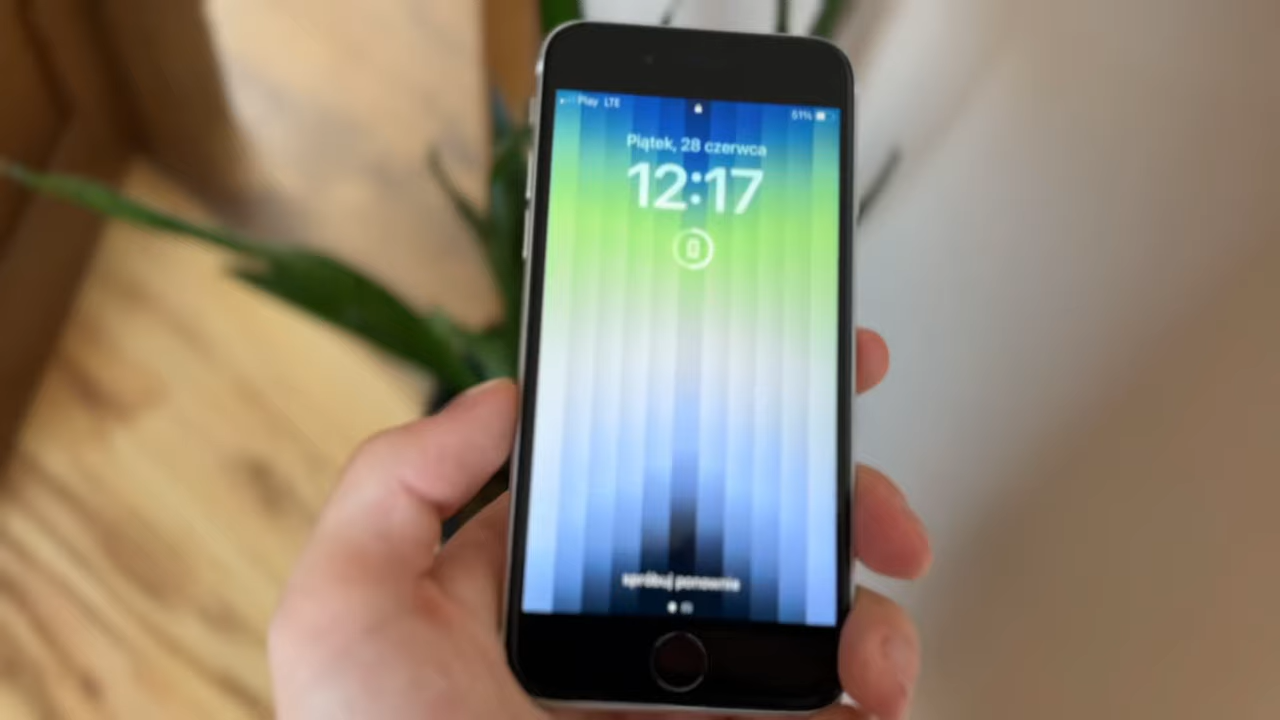 Play LTE
51%
Piątek, 28 czerwca
12:17
spróbuj ponownie